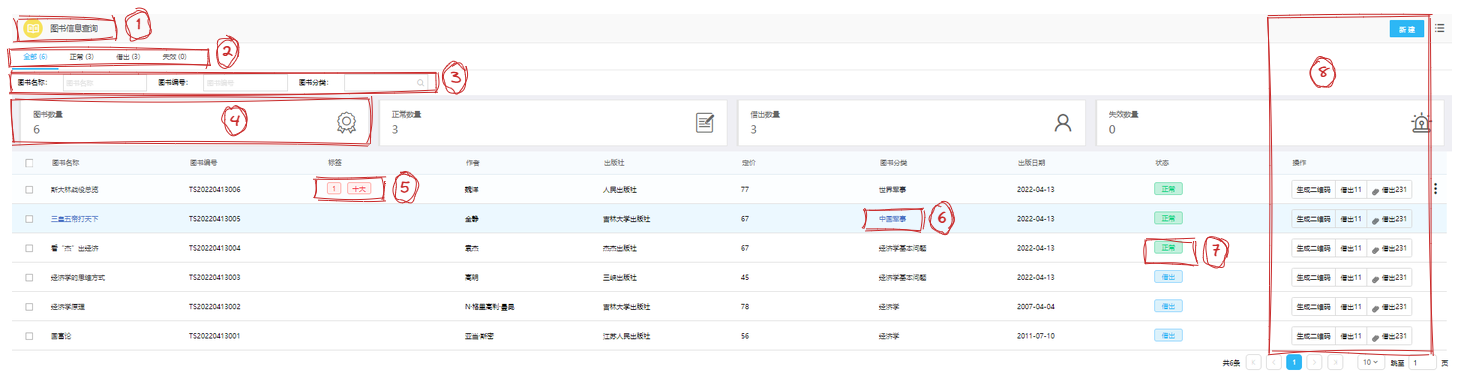 图书信息查询 1 新建
全部 (6) 正常 (3) 借出 (3) 失效 (0) 2
图书名称: 图书名称 图书编号: 图书编号 图书分类: 3 8
图书数量 正常数量 借出数量 失效数量
6 4 3 3 0
图书名称 图书编号 标签 作者 出版社 定价 图书分类 出版日期 状态 操作
斯大林战役总览 TS20220413006 1 十大 5 魏洋 人民出版社 77 世界军事 2022-04-13 正常 生成二维码 借出11 借出231
三皇五帝打天下 TS20220413005 金静 吉林大学出版社 67 中国军事 6 2022-04-13 正常 生成二维码 借出11 借出231
看“杰”出经济 TS20220413004 袁杰 杰杰出版社 67 经济学基本问题 2022-04-13 正常 7 生成二维码 借出11 借出231
经济学的思维方式 TS20220413003 高明 三峡出版社 45 经济学基本问题 2022-04-13 借出 生成二维码 借出11 借出231
经济学原理 TS20220413002 N·格里高利·曼昆 吉林大学出版社 78 经济学 2007-04-04 借出 生成二维码 借出11 借出231
国富论 TS20220413001 亚当·斯密 江苏人民出版社 56 经济学 2011-07-10 借出 生成二维码 借出11 借出231
共6条 1 10 跳至 1 页